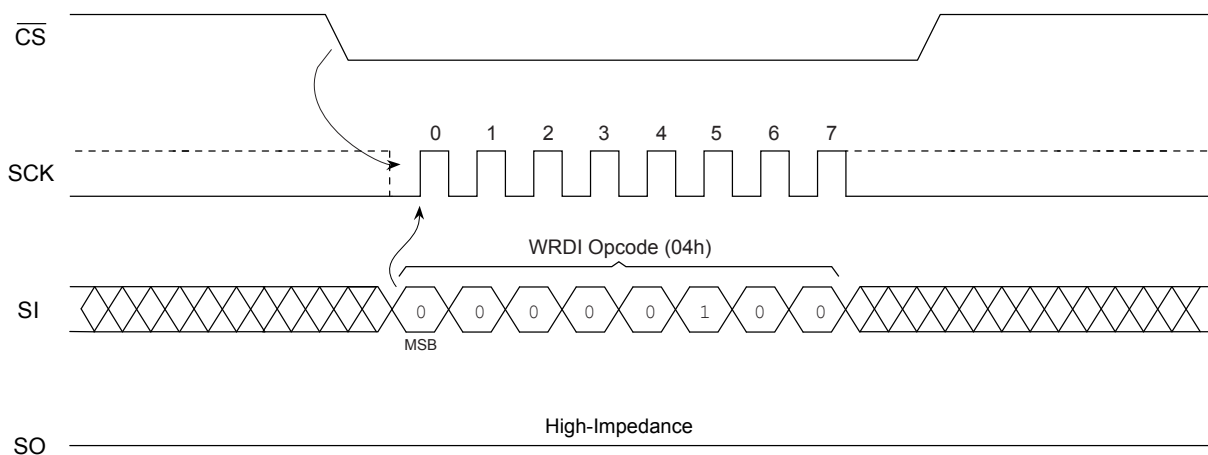 CS
0 1 2 3 4 5 6 7
SCK
WRDI Opcode (04h)
SI
0 0 0 0 0 1 0 0
MSB
High-Impedance
SO